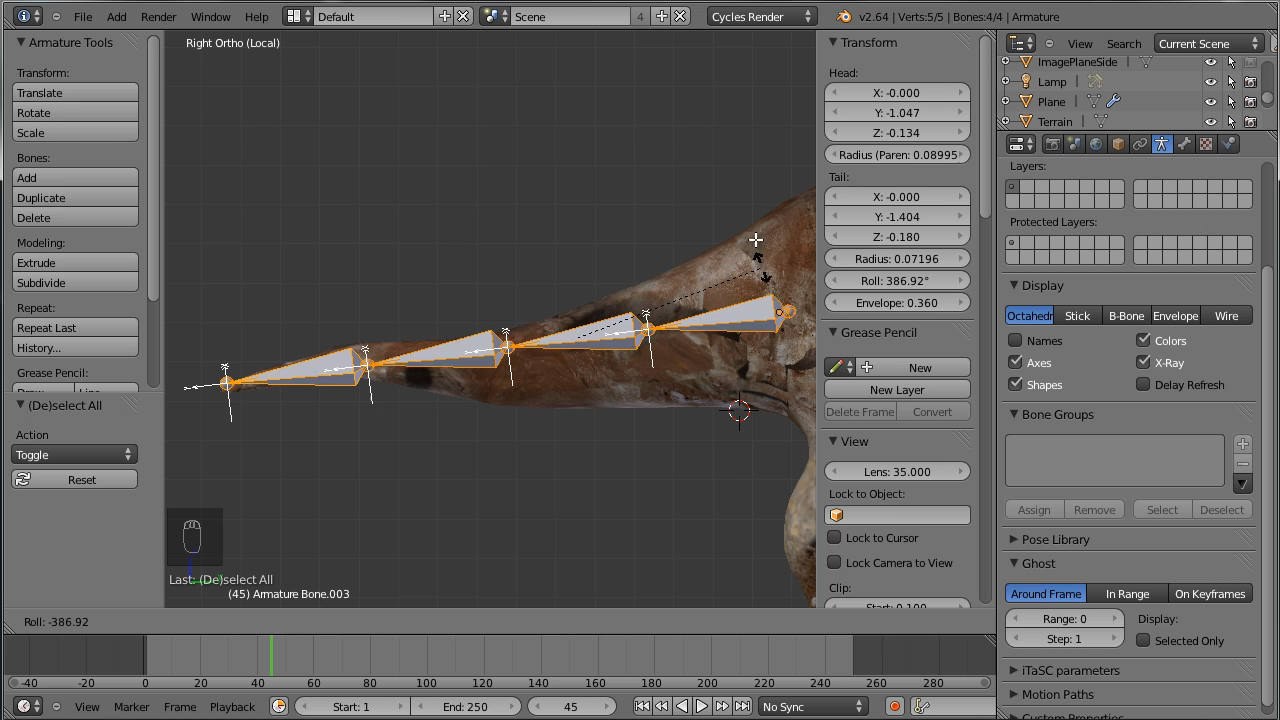 File Add Render Window Help Default Scene 4 Cycles Render v2.64 | Verts:5/5 | Bones:4/4 | Armature
Armature Tools
Transform:
Translate
Rotate
Scale
Bones:
Add
Duplicate
Delete
Modeling:
Extrude
Subdivide
Repeat:
Repeat Last
History...
Grease Pencil:
(De)select All
Action
Toggle
Reset
Right Ortho (Local)
Last: (De)select All
(45) Armature Bone.003
Roll: -386.92
Transform
Head:
X: -0.000
Y: -1.047
Z: -0.134
Radius (Paren: 0.08995
Tail:
X: -0.000
Y: -1.404
Z: -0.180
Radius: 0.07196
Roll: 386.92°
Envelope: 0.360
Grease Pencil
New
New Layer
Delete Frame Convert
View
Lens: 35.000
Lock to Object:
Lock to Cursor
Lock Camera to View
Clip:
Start: 0.100
View Search Current Scene
ImagePlaneSide
Lamp
Plane
Terrain
Layers:
Protected Layers:
Display
Octahedr Stick B-Bone Envelope Wire
Names Colors
Axes X-Ray
Shapes Delay Refresh
Bone Groups
Assign Remove Select Deselect
Pose Library
Ghost
Around Frame In Range On Keyframes
Range: 0 Display:
Step: 1 Selected Only
iTaSC parameters
Motion Paths
Custom Properties
-40 -20 0 20 40 60 80 100 120 140 160 180 200 220 240 260 280
View Marker Frame Playback Start: 1 End: 250 45 No Sync